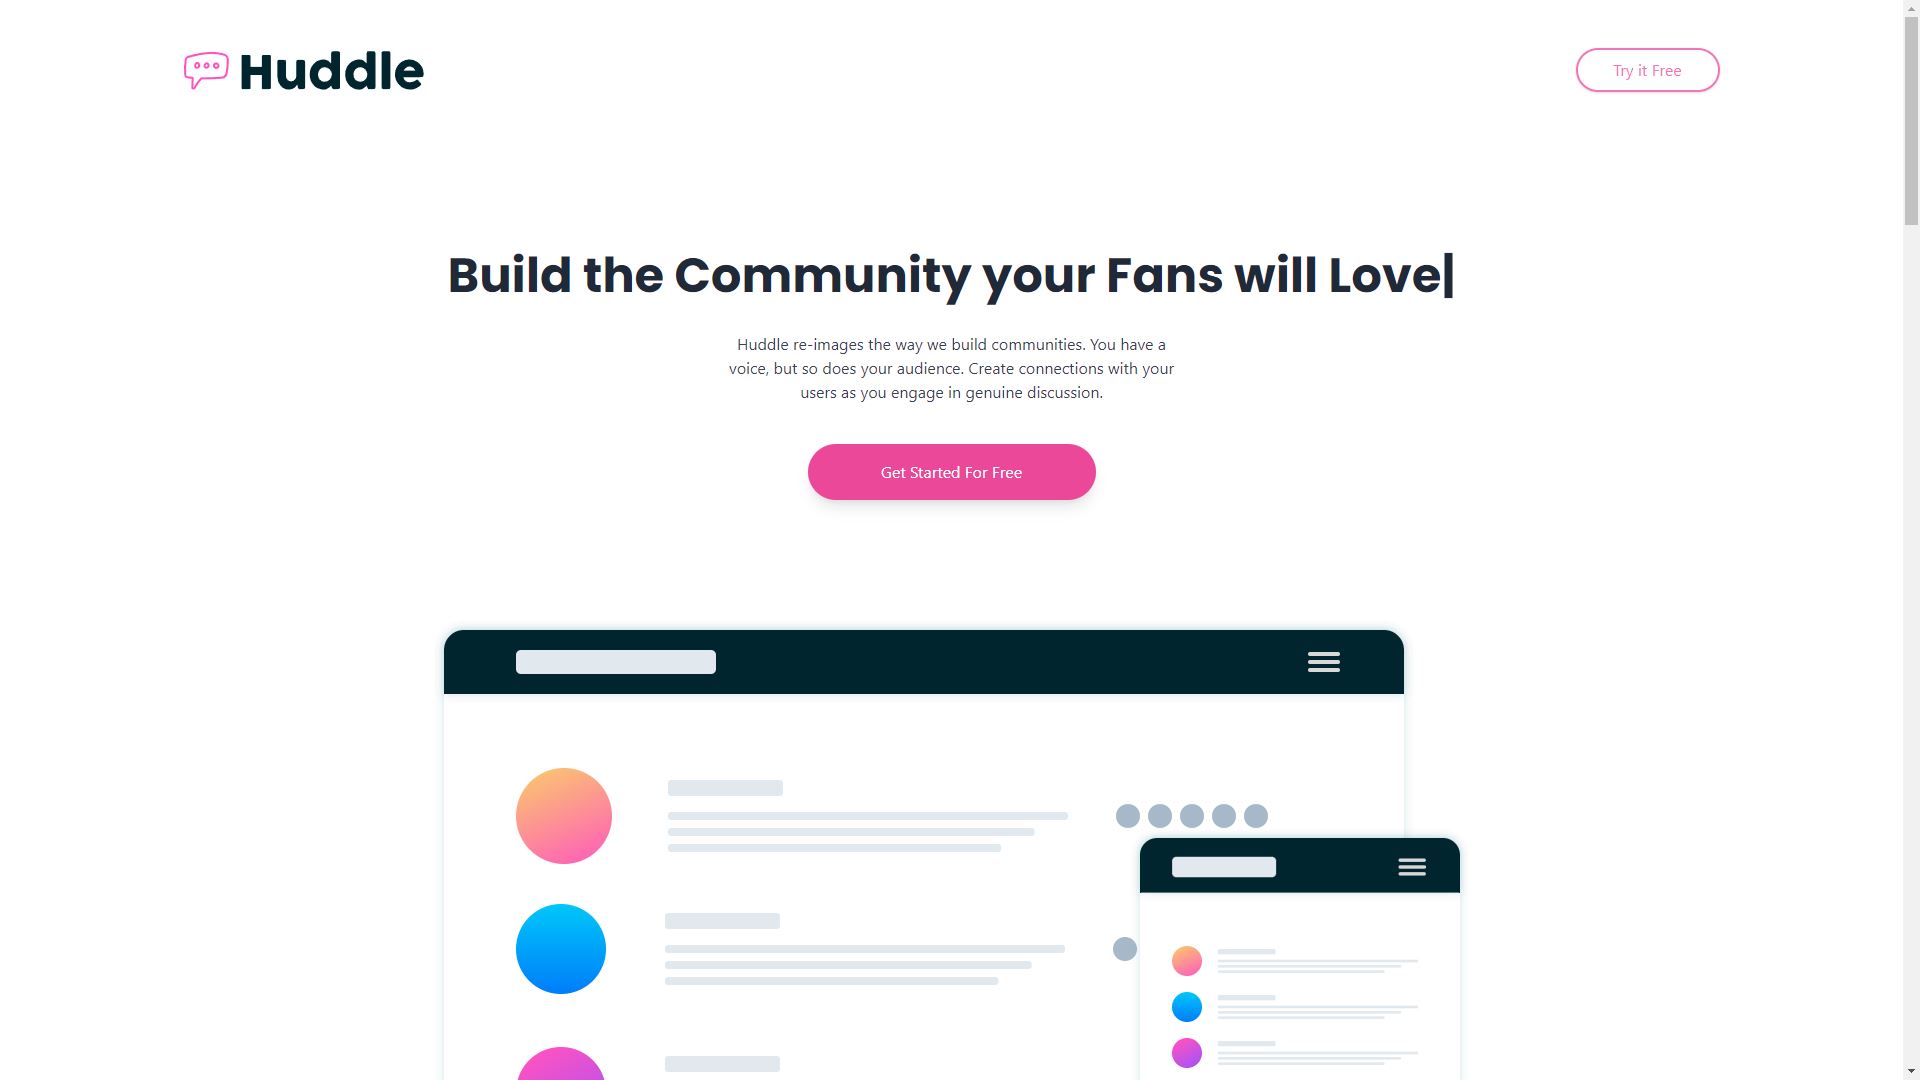 Huddle
Try it Free
Build the Community your Fans will Love|
Huddle re-images the way we build communities. You have a
voice, but so does your audience. Create connections with your
users as you engage in genuine discussion.
Get Started For Free